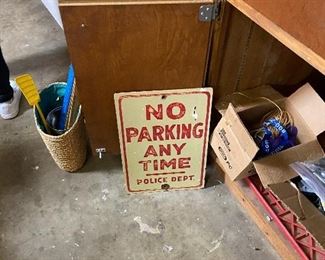 NO
PARKING
ANY
TIME
POLICE DEPT.